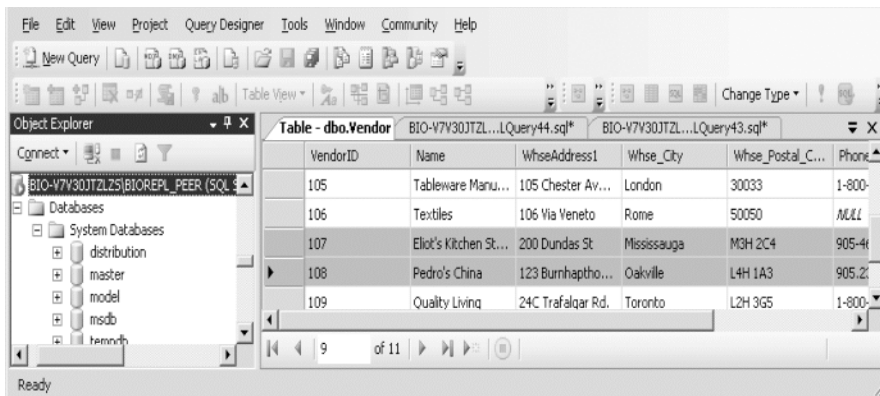 File Edit View Project Query Designer Tools Window Community Help
New Query
Table View Change Type
Object Explorer
Table - dbo.Vendor BIO-V7V30JTZL...LQuery44.sql* BIO-V7V30JTZL...LQuery43.sql*
Connect
BIO-V7V30JTZLZS\BIOREPL_PEER (SQL S
Databases
System Databases
distribution
master
model
msdb
tempdb
VendorID Name WhseAddress1 Whse_City Whse_Postal_C... Phone
105 Tableware Manu... 105 Chester Av... London 30033 1-800-
106 Textiles 106 Via Veneto Rome 50050 NULL
107 Eliot's Kitchen St... 200 Dundas St Mississauga M3H 2C4 905-46
108 Pedro's China 123 Burnhaptho... Oakville L4H 1A3 905.23
109 Quality Living 24C Trafalgar Rd. Toronto L2H 3G5 1-800-
9 of 11
Ready